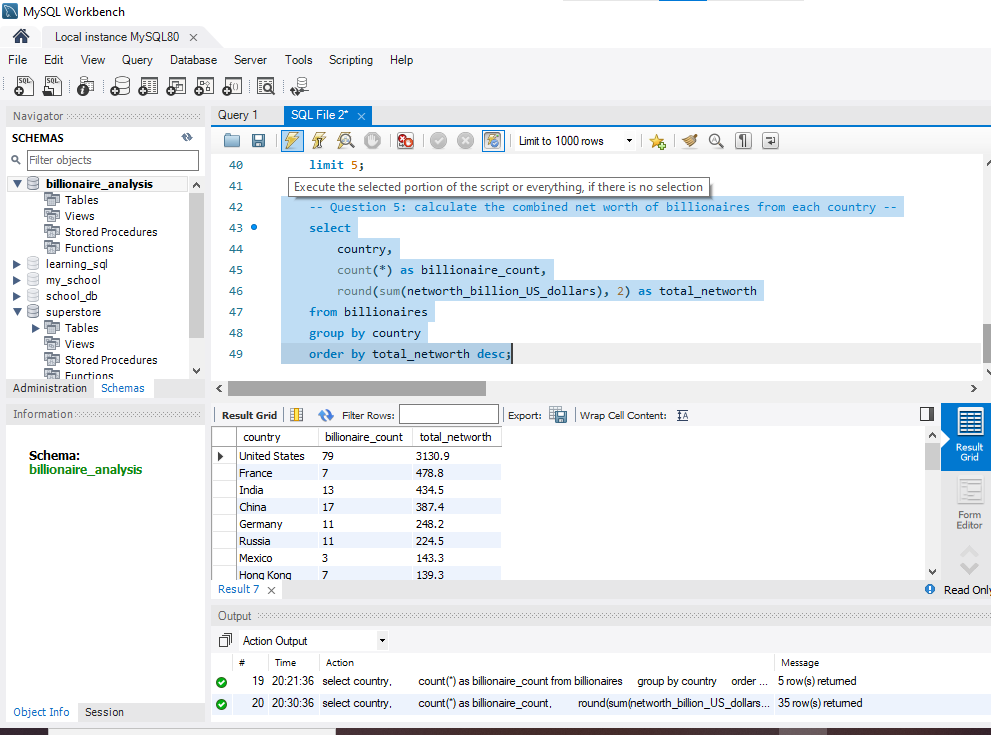 MySQL Workbench
Local instance MySQL80
File Edit View Query Database Server Tools Scripting Help
Navigator
SCHEMAS
Filter objects
billionaire_analysis
Tables
Views
Stored Procedures
Functions
learning_sql
my_school
school_db
superstore
Tables
Views
Stored Procedures
Functions
Administration Schemas
Information
Schema:
billionaire_analysis
Object Info Session
Query 1 SQL File 2*
Limit to 1000 rows
40 limit 5;
41
Execute the selected portion of the script or everything, if there is no selection
42 -- Question 5: calculate the combined net worth of billionaires from each country --
43 select
44 country,
45 count(*) as billionaire_count,
46 round(sum(networth_billion_US_dollars), 2) as total_networth
47 from billionaires
48 group by country
49 order by total_networth desc;
Result Grid Filter Rows: Export: Wrap Cell Content:
country billionaire_count total_networth
United States 79 3130.9
France 7 478.8
India 13 434.5
China 17 387.4
Germany 11 248.2
Russia 11 224.5
Mexico 3 143.3
Hong Kong 7 139.3
Result
Grid
Form
Editor
Result 7
Read Only
Output
Action Output
# Time Action Message
19 20:21:36 select country, count(*) as billionaire_count from billionaires group by country order ... 5 row(s) returned
20 20:30:36 select country, count(*) as billionaire_count, round(sum(networth_billion_US_dollars... 35 row(s) returned